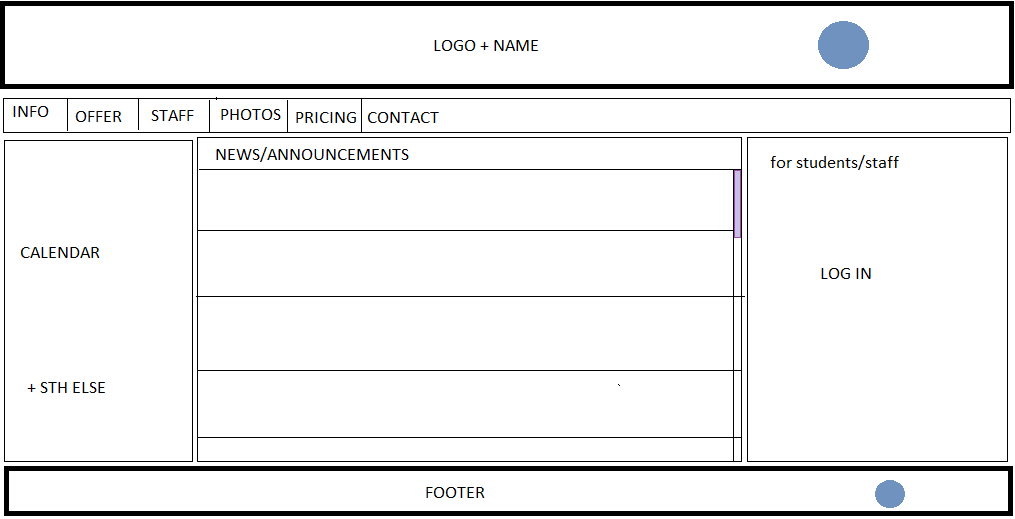 LOGO + NAME
INFO
OFFER
STAFF
PHOTOS
PRICING
CONTACT
NEWS/ANNOUNCEMENTS
for students/staff
CALENDAR
LOG IN
+ STH ELSE
FOOTER